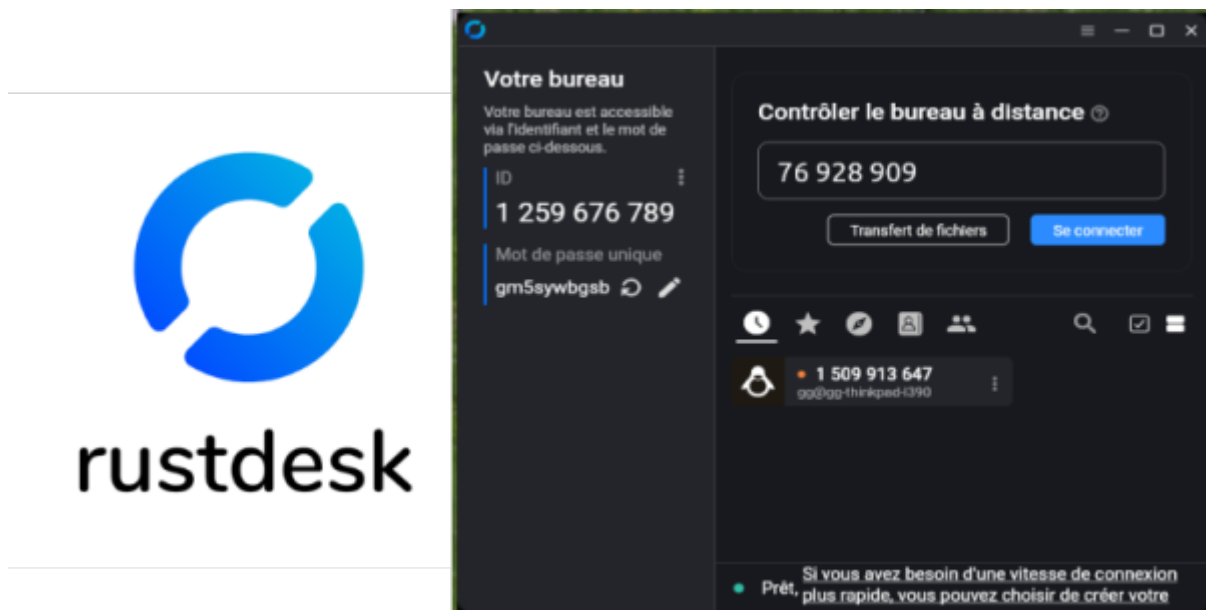 rustdesk
Votre bureau
Votre bureau est accessible
via l'identifiant et le mot de
passe ci-dessous.
ID
1 259 676 789
Mot de passe unique
gm5sywbgsb
Contrôler le bureau à distance
76 928 909
Transfert de fichiers
Se connecter
1 509 913 647
gg@gg-thinkpad-l390
Prêt, Si vous avez besoin d'une vitesse de connexion
plus rapide, vous pouvez choisir de créer votre